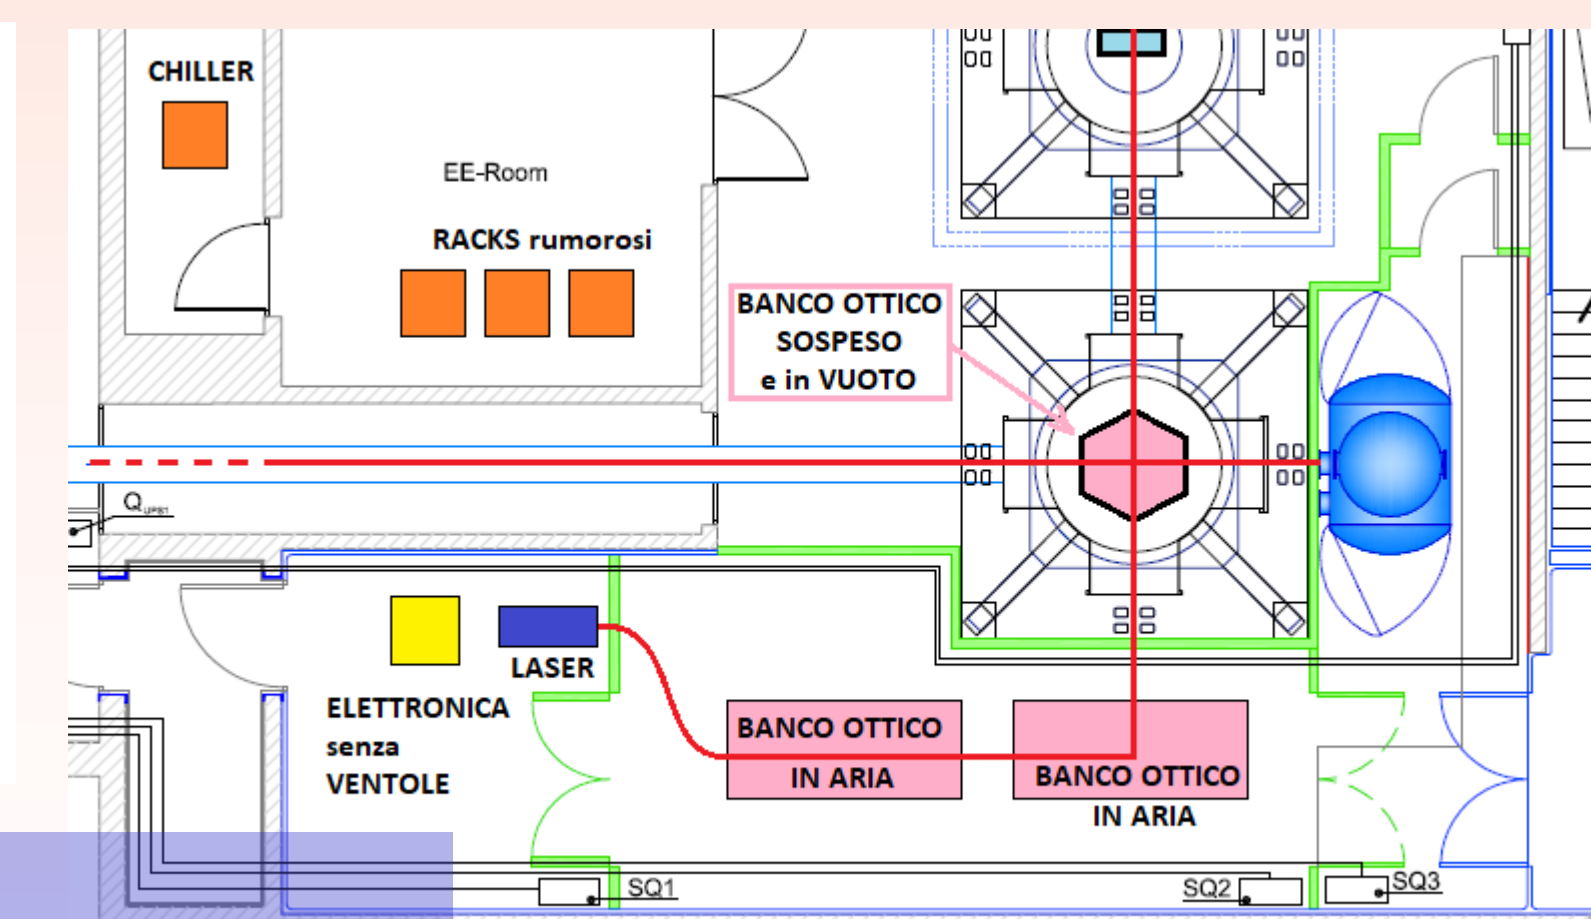 CHILLER
EE-Room
RACKS rumorosi
BANCO OTTICO
SOSPESO
e in VUOTO
Q
LASER
ELETTRONICA
senza
VENTOLE
BANCO OTTICO
IN ARIA
BANCO OTTICO
IN ARIA
SQ1
SQ2
SQ3